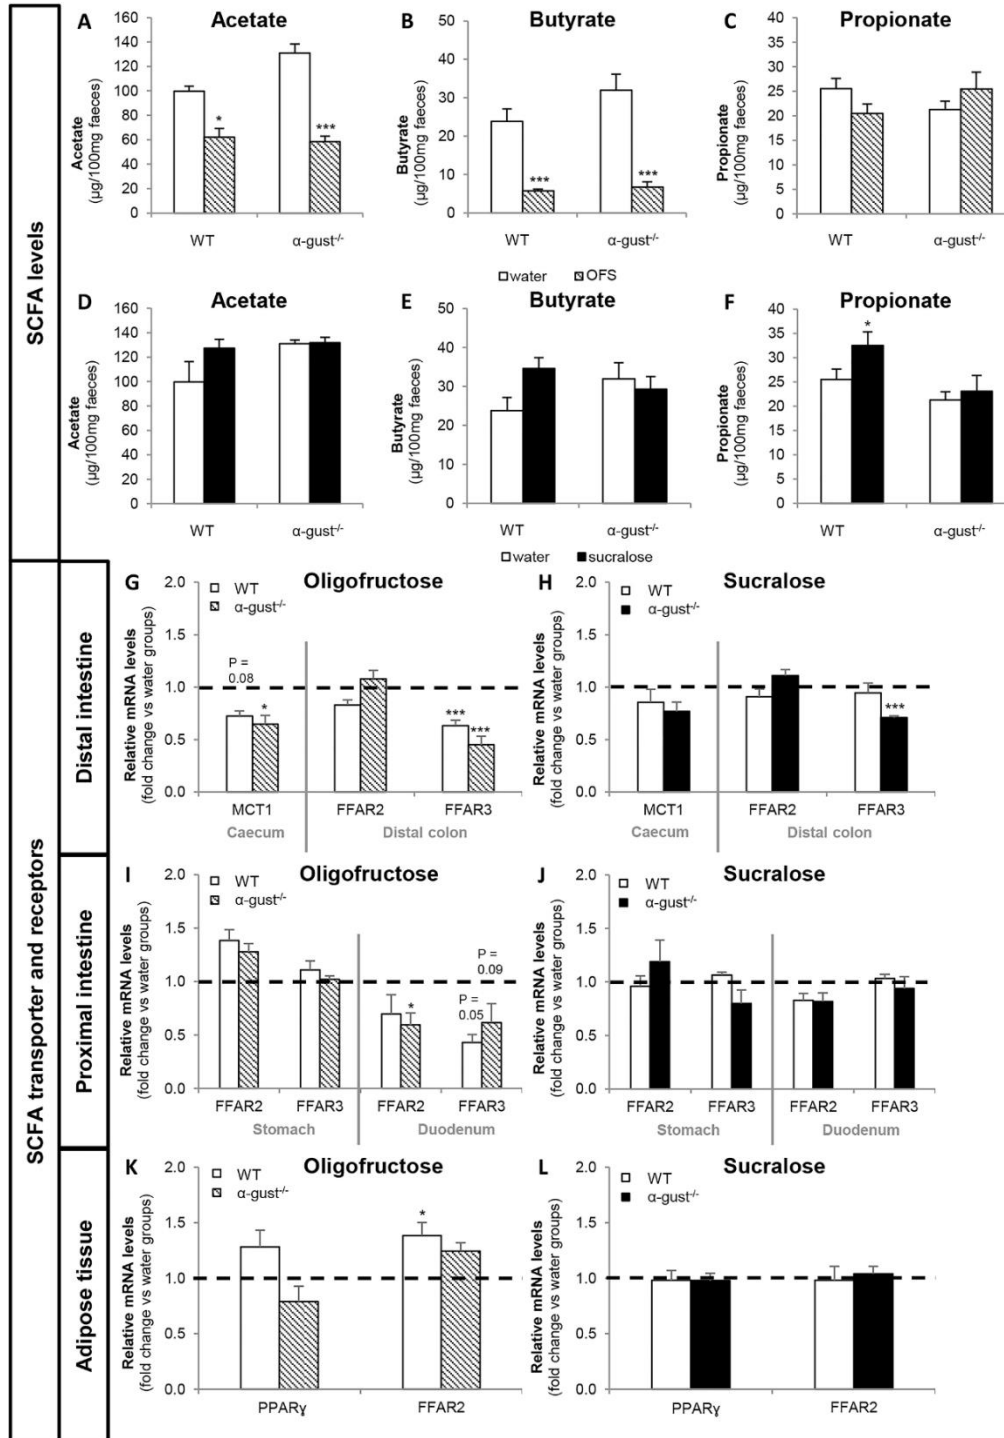 SCFA levels
A
Acetate
Acetate
(µg/100mg faeces)
160
140
120
100
80
60
40
20
0
*
***
WT
α-gust-/-
B
Butyrate
Butyrate
(µg/100mg faeces)
50
40
30
20
10
0
***
***
WT
α-gust-/-
C
Propionate
Propionate
(µg/100mg faeces)
40
35
30
25
20
15
10
5
0
WT
α-gust-/-
water OFS
D
Acetate
Acetate
(µg/100mg faeces)
160
140
120
100
80
60
40
20
0
WT
α-gust-/-
E
Butyrate
Butyrate
(µg/100mg faeces)
50
40
30
20
10
0
WT
α-gust-/-
F
Propionate
Propionate
(µg/100mg faeces)
40
35
30
25
20
15
10
5
0
*
WT
α-gust-/-
water sucralose
SCFA transporter and receptors
Distal intestine
G
Oligofructose
WT
α-gust-/-
Relative mRNA levels
(fold change vs water groups)
2.0
1.5
1.0
0.5
0.0
P =
0.08
*
***
***
MCT1 FFAR2 FFAR3
Caecum Distal colon
H
Sucralose
WT
α-gust-/-
Relative mRNA levels
(fold change vs water groups)
2.0
1.5
1.0
0.5
0.0
***
MCT1 FFAR2 FFAR3
Caecum Distal colon
Proximal intestine
I
Oligofructose
WT
α-gust-/-
Relative mRNA levels
(fold change vs water groups)
2.0
1.5
1.0
0.5
0.0
*
P =
0.05
P =
0.09
FFAR2 FFAR3 FFAR2 FFAR3
Stomach Duodenum
J
Sucralose
WT
α-gust-/-
Relative mRNA levels
(fold change vs water groups)
2.0
1.5
1.0
0.5
0.0
FFAR2 FFAR3 FFAR2 FFAR3
Stomach Duodenum
Adipose tissue
K
Oligofructose
WT
α-gust-/-
Relative mRNA levels
(fold change vs water groups)
2.0
1.5
1.0
0.5
0.0
*
PPARɣ FFAR2
L
Sucralose
WT
α-gust-/-
Relative mRNA levels
(fold change vs water groups)
2.0
1.5
1.0
0.5
0.0
PPARɣ FFAR2